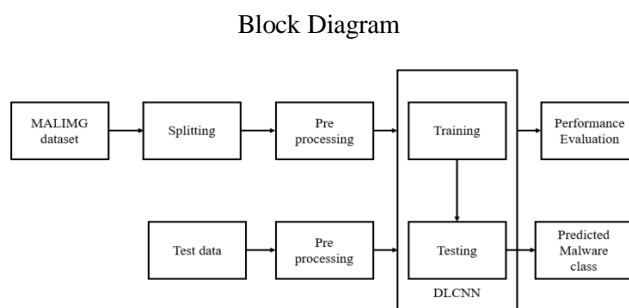 Block Diagram
MALIMG
dataset
Splitting
Pre
processing
Training
Performance
Evaluation
Test data
Pre
processing
Testing
Predicted
Malware
class
DLCNN